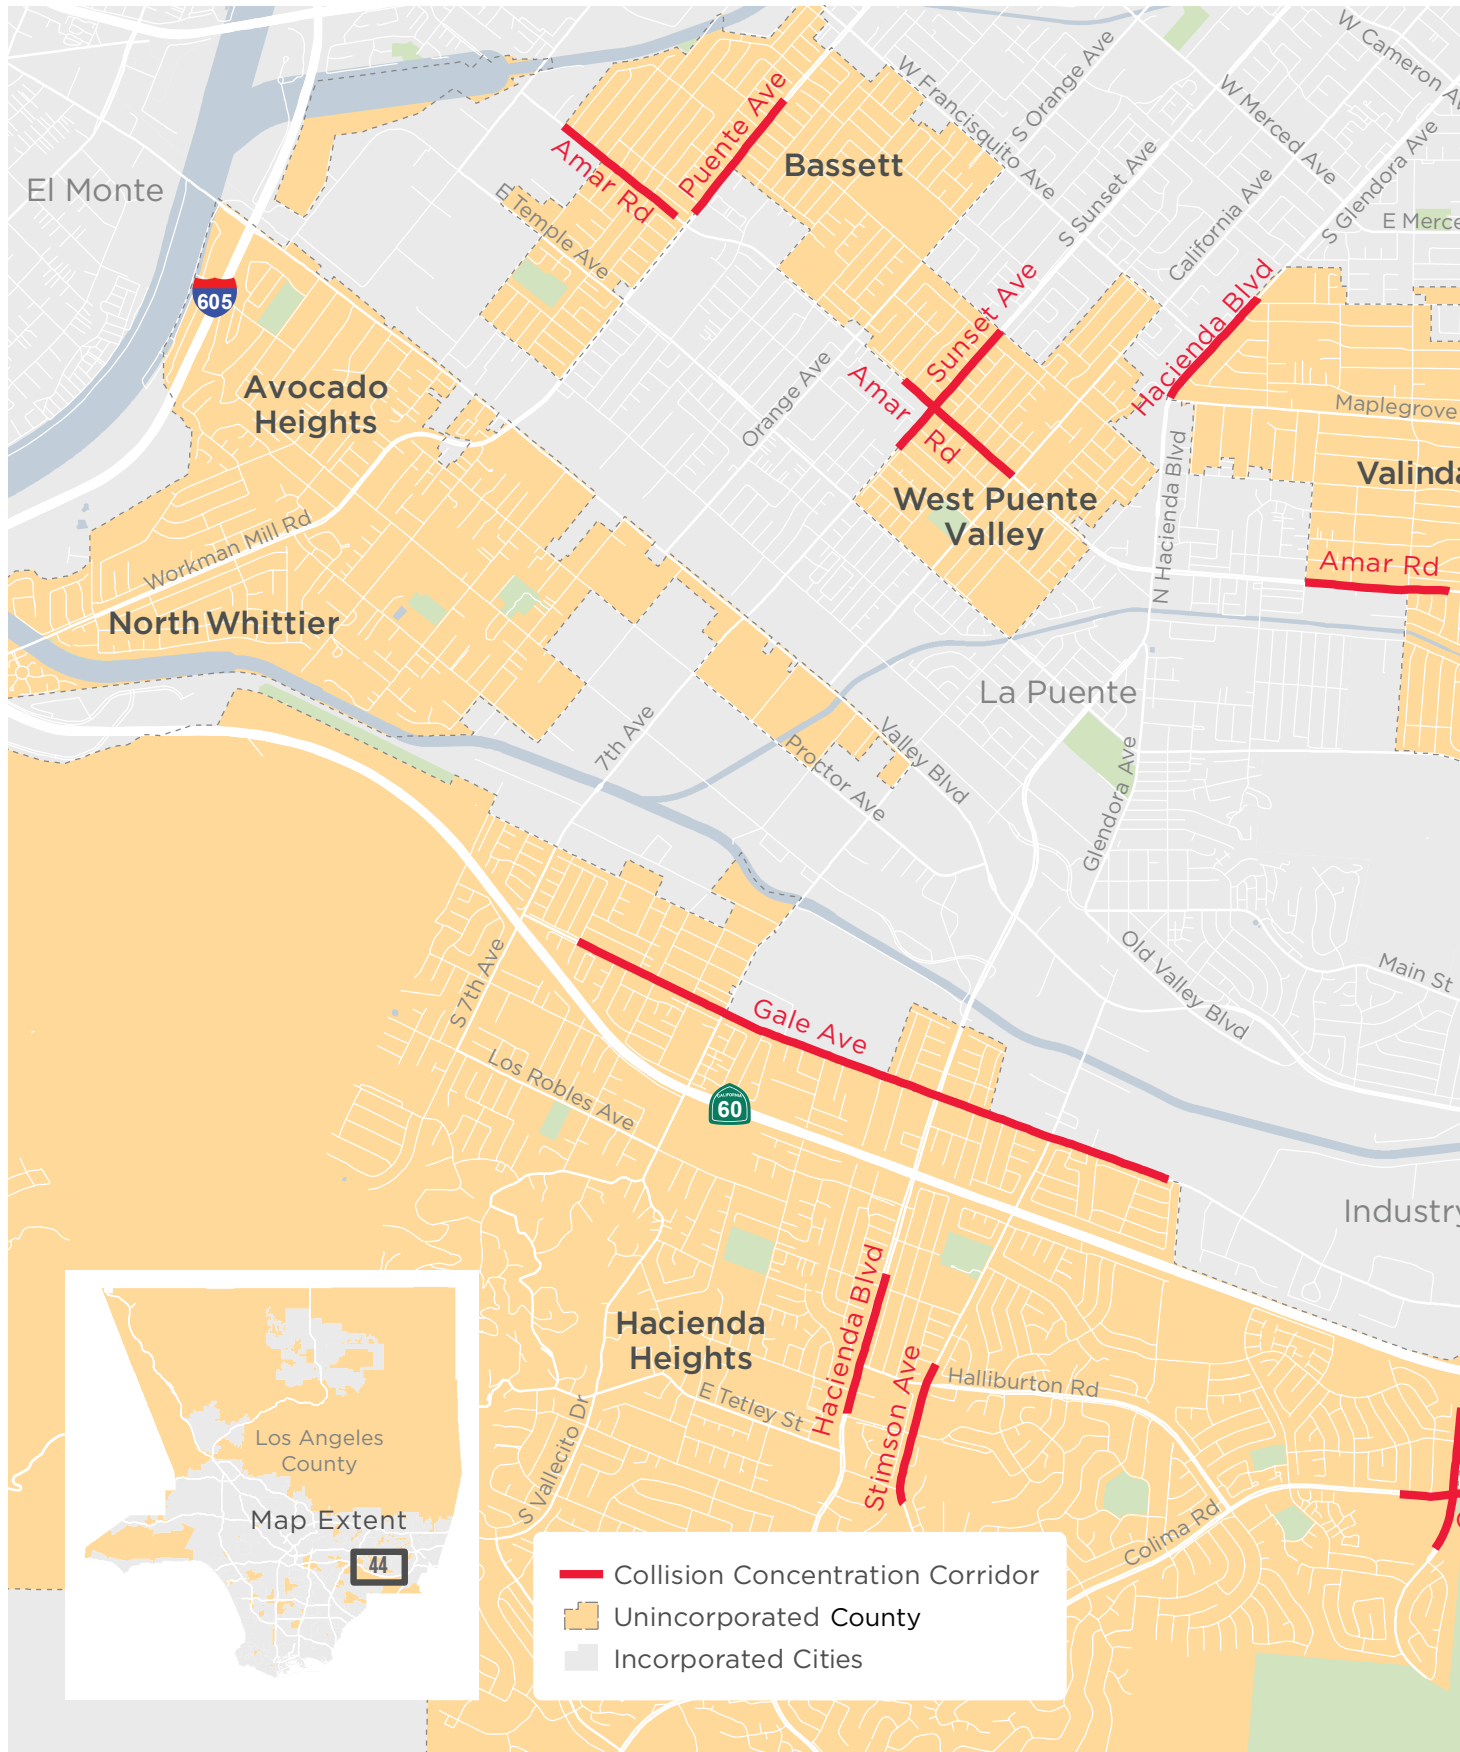 W Cameron
W Francisquito Ave
S Orange Ave
W Merced Ave
S Glendora Ave
Puente Ave
Amar Rd
Bassett
El Monte
E Temple Ave
S Sunset Ave
California Ave
E Merce
605
Sunset Ave
Hacienda Blvd
Avocado
Heights
Orange Ave
Amar
Rd
Maplegrove
N Hacienda Blvd
Valinda
West Puente
Valley
Workman Mill Rd
Amar Rd
North Whittier
La Puente
7th Ave
Proctor Ave
Valley Blvd
Glendora Ave
S 7th Ave
Old Valley Blvd
Main St
Gale Ave
Los Robles Ave
CALIFORNIA
60
Industry
Hacienda
Heights
Hacienda Blvd
Stimson Ave
Halliburton Rd
E Tetley St
S Vallecito Dr
Colima Rd
Los Angeles
County
Map Extent
44
Collision Concentration Corridor
Unincorporated County
Incorporated Cities